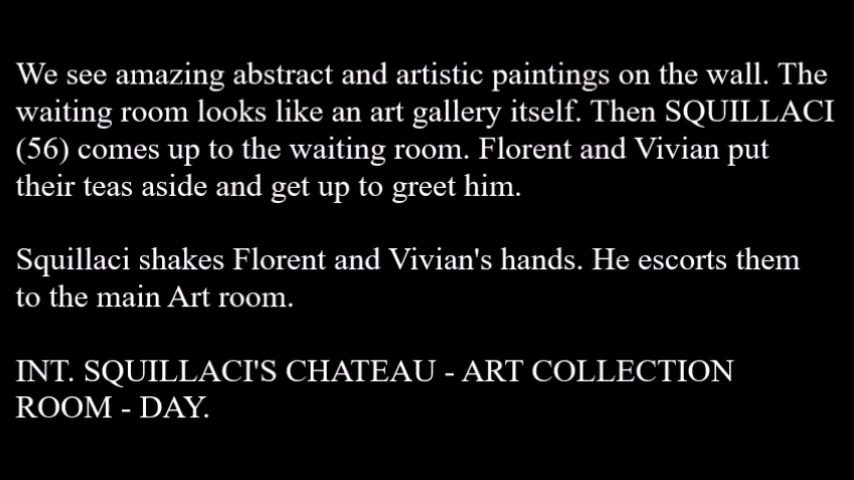 We see amazing abstract and artistic paintings on the wall. The
waiting room looks like an art gallery itself. Then SQUILLACI
(56) comes up to the waiting room. Florent and Vivian put
their teas aside and get up to greet him.
Squillaci shakes Florent and Vivian's hands. He escorts them
to the main Art room.
INT. SQUILLACI'S CHATEAU - ART COLLECTION
ROOM - DAY.